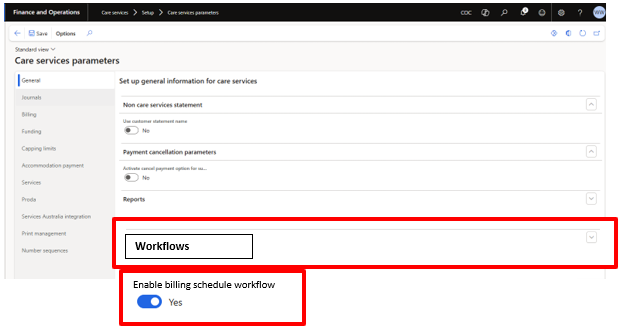 Finance and Operations
Care services > Setup > Care services parameters
COC
WW
Save Options
Standard view
Care services parameters
General
Journals
Billing
Funding
Capping limits
Accommodation payment
Services
Proda
Services Australia integration
Print management
Number sequences
Set up general information for care services
Non care services statement
Use customer statement name
No
Payment cancellation parameters
Activate cancel payment option for au...
No
Reports
Workflows
Enable billing schedule workflow
Yes